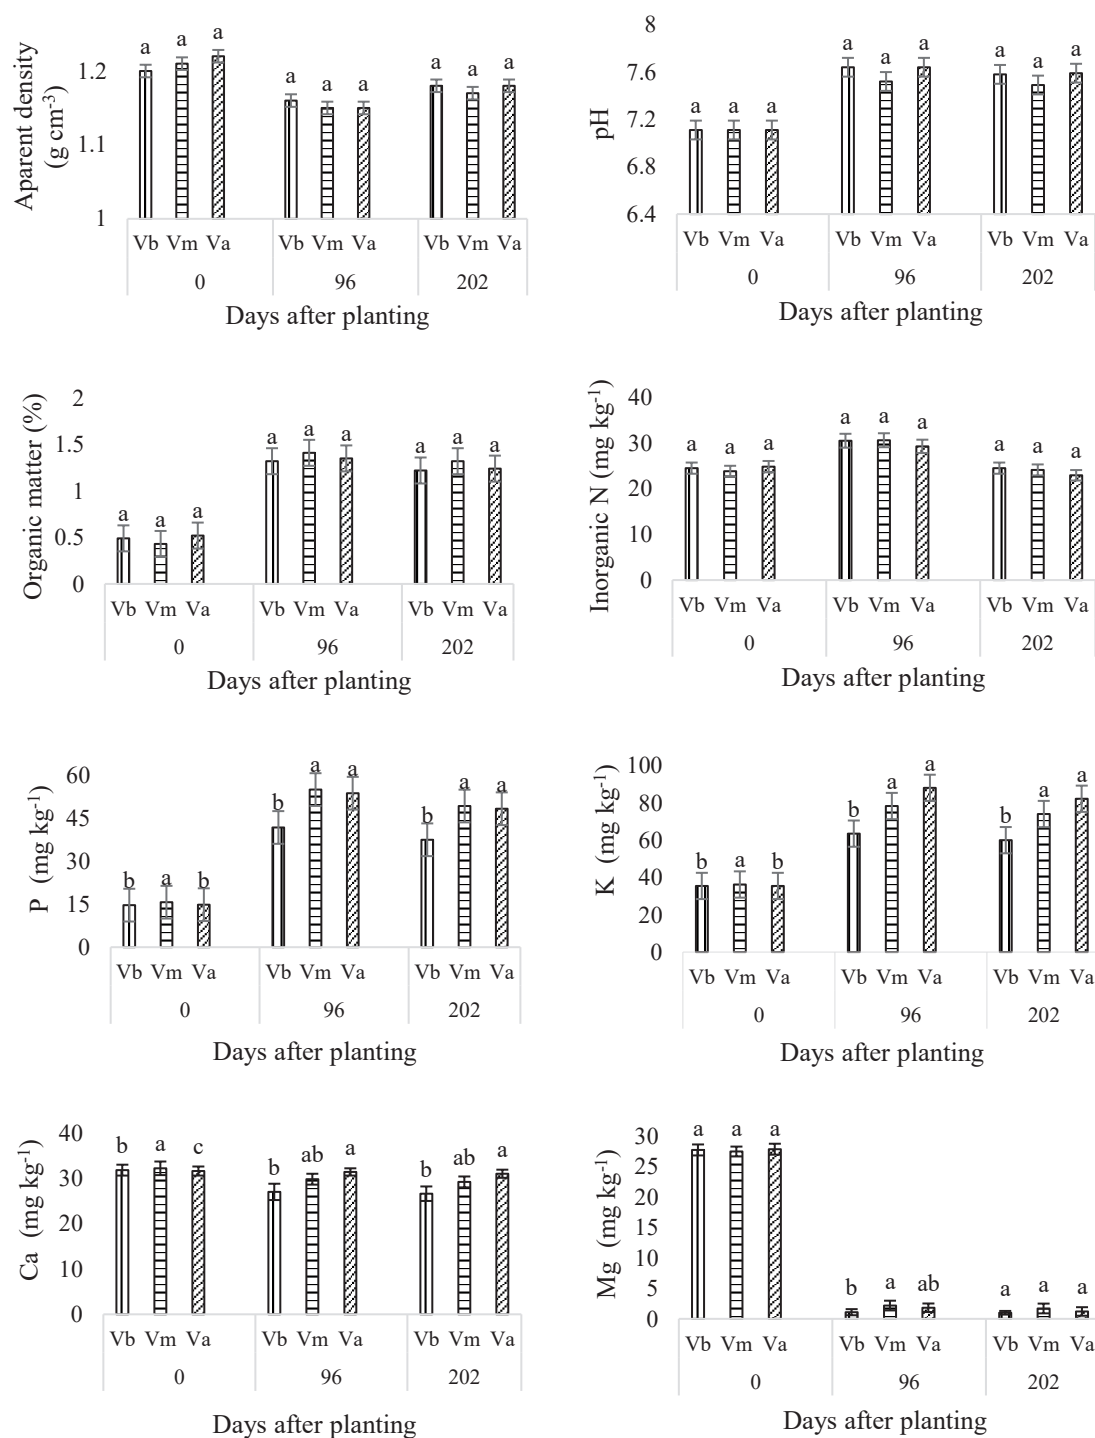 Aparent density
(g cm-3)
1.2
1.1
1
a a a
a a a
a a a
Vb Vm Va Vb Vm Va Vb Vm Va
0 96 202
Days after planting
pH
8
7.6
7.2
6.8
6.4
a a a
a a a
a a a
Vb Vm Va Vb Vm Va Vb Vm Va
0 96 202
Days after planting
Organic matter (%)
2
1.5
1
0.5
0
a a a
a a a
a a a
Vb Vm Va Vb Vm Va Vb Vm Va
0 96 202
Days after planting
Inorganic N (mg kg-1)
40
30
20
10
0
a a a
a a a
a a a
Vb Vm Va Vb Vm Va Vb Vm Va
0 96 202
Days after planting
P (mg kg-1)
60
45
30
15
0
b a b
b a a
b a a
Vb Vm Va Vb Vm Va Vb Vm Va
0 96 202
Days after planting
K (mg kg-1)
100
80
60
40
20
0
b a b
b a a
b a a
Vb Vm Va Vb Vm Va Vb Vm Va
0 96 202
Days after planting
Ca (mg kg-1)
40
30
20
10
0
b a c
b ab a
b ab a
Vb Vm Va Vb Vm Va Vb Vm Va
0 96 202
Days after planting
Mg (mg kg-1)
30
25
20
15
10
5
0
a a a
b a ab
a a a
Vb Vm Va Vb Vm Va Vb Vm Va
0 96 202
Days after planting